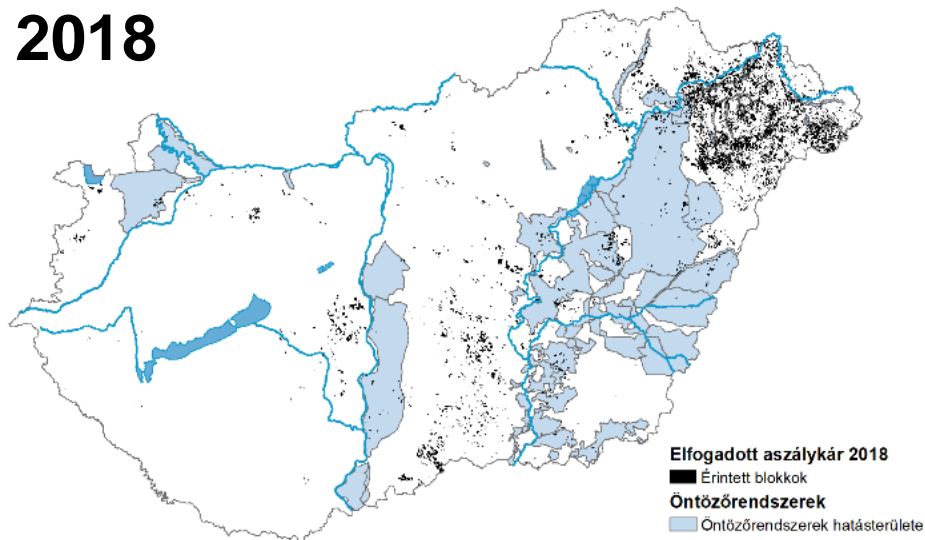 2018
Elfogadott aszálykár 2018
Érintett blokkok
Öntözőrendszerek
Öntözőrendszerek hatásterülete